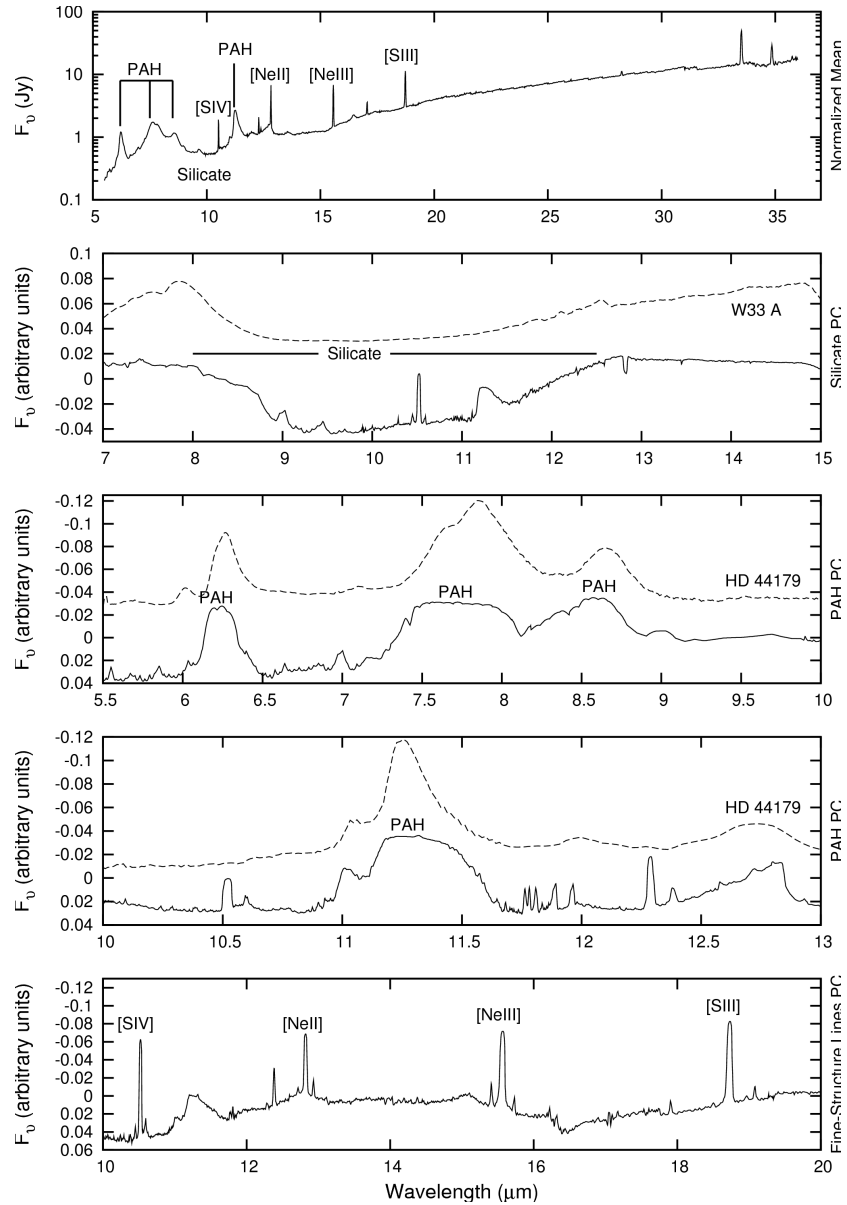 100
10
1
0.1
F_υ (Jy)
PAH
PAH
[SIV]
[NeII]
[NeIII]
[SIII]
Silicate
5 10 15 20 25 30 35
Normalized Mean
0.1
0.08
0.06
0.04
0.02
0
-0.02
-0.04
F_υ (arbitrary units)
W33 A
Silicate
7 8 9 10 11 12 13 14 15
Silicate PC
-0.12
-0.1
-0.08
-0.06
-0.04
-0.02
0
0.02
0.04
F_υ (arbitrary units)
HD 44179
PAH
PAH
PAH
5.5 6 6.5 7 7.5 8 8.5 9 9.5 10
PAH PC
-0.12
-0.1
-0.08
-0.06
-0.04
-0.02
0
0.02
0.04
F_υ (arbitrary units)
HD 44179
PAH
10 10.5 11 11.5 12 12.5 13
PAH PC
-0.12
-0.1
-0.08
-0.06
-0.04
-0.02
0
0.02
0.04
0.06
F_υ (arbitrary units)
[SIV]
[NeII]
[NeIII]
[SIII]
10 12 14 16 18 20
Fine-Structure Lines PC
Wavelength (μm)